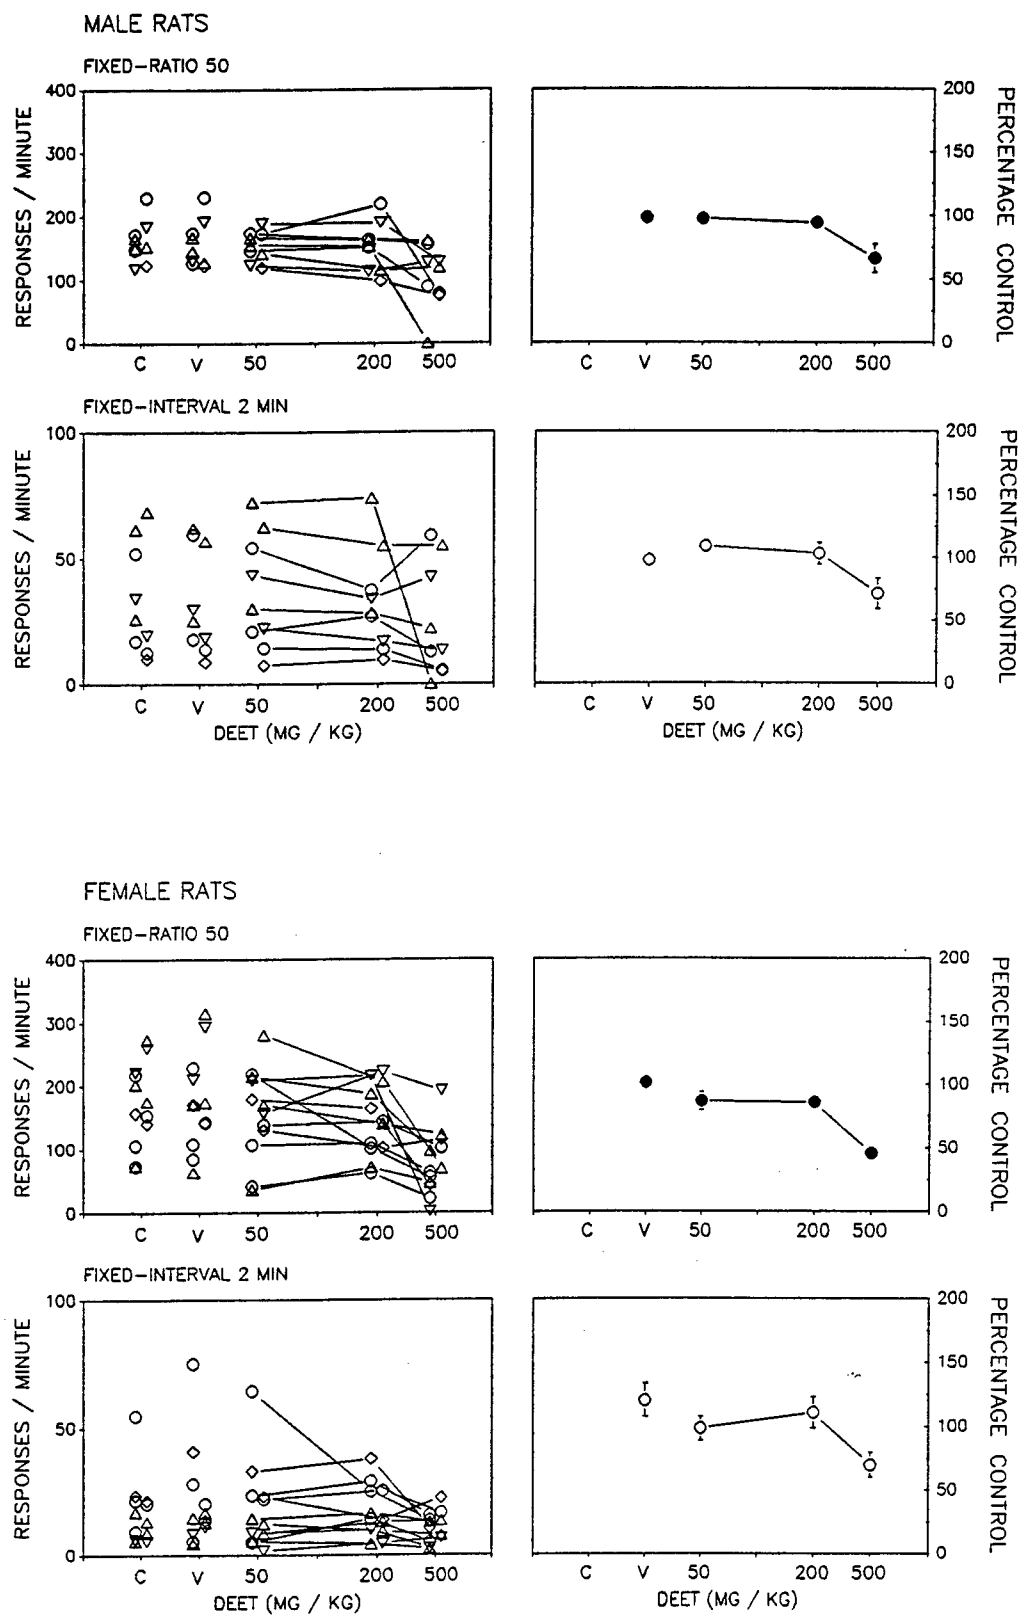 MALE RATS
FIXED-RATIO 50
RESPONSES / MINUTE
400
300
200
100
0
C V 50 200 500
200
150
100
50
0
PERCENTAGE CONTROL
C V 50 200 500
FIXED-INTERVAL 2 MIN
RESPONSES / MINUTE
100
50
0
C V 50 200 500
DEET (MG / KG)
200
150
100
50
0
PERCENTAGE CONTROL
C V 50 200 500
DEET (MG / KG)
FEMALE RATS
FIXED-RATIO 50
RESPONSES / MINUTE
400
300
200
100
0
C V 50 200 500
200
150
100
50
0
PERCENTAGE CONTROL
C V 50 200 500
FIXED-INTERVAL 2 MIN
RESPONSES / MINUTE
100
50
0
C V 50 200 500
DEET (MG / KG)
200
150
100
50
0
PERCENTAGE CONTROL
C V 50 200 500
DEET (MG / KG)